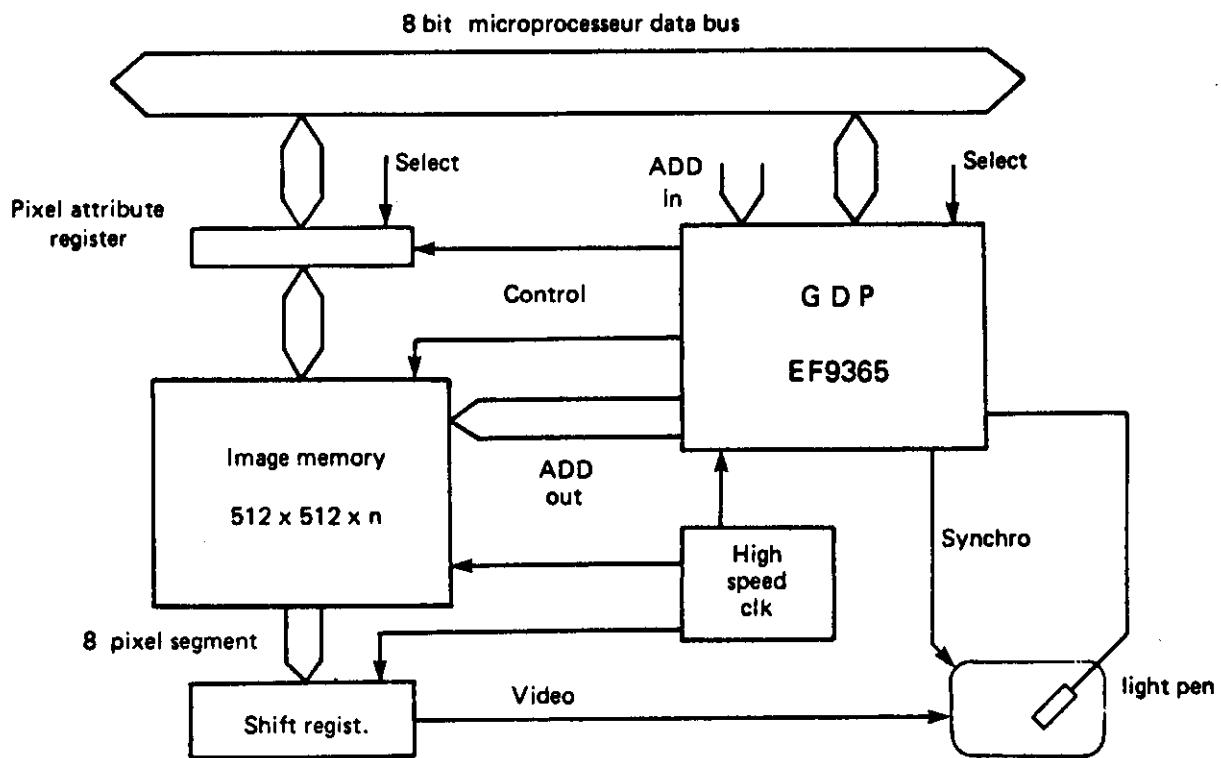 8 bit microprocesseur data bus
Select
ADD
in
Select
Pixel attribute
register
Control
G D P
EF9365
Image memory
512 x 512 x n
ADD
out
High
speed
clk
Synchro
8 pixel segment
light pen
Video
Shift regist.